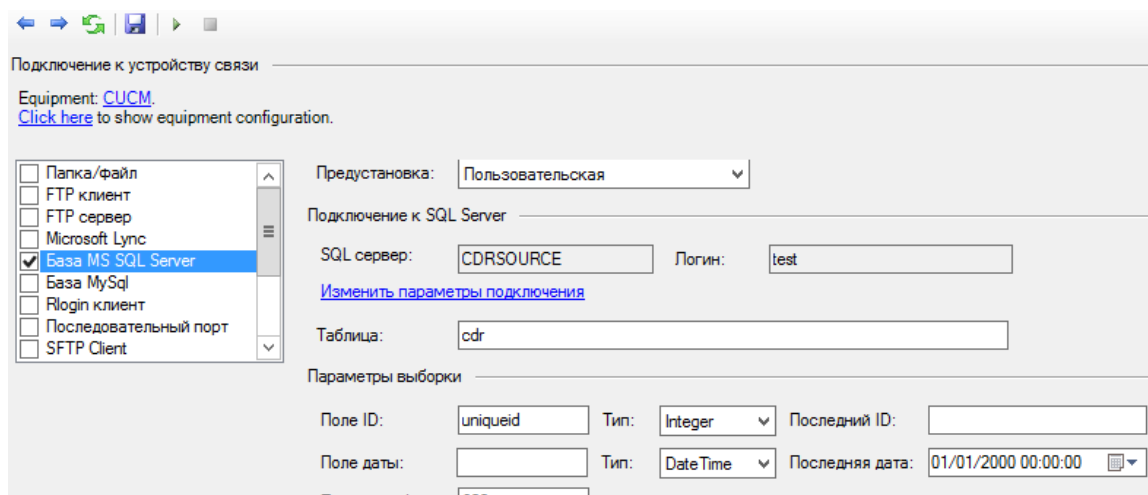 Подключение к устройству связи
Equipment: CUCM.
Click here to show equipment configuration.
Папка/файл
FTP клиент
FTP сервер
Microsoft Lync
База MS SQL Server
База MySql
Rlogin клиент
Последовательный порт
SFTP Client
Предустановка: Пользовательская
Подключение к SQL Server
SQL сервер: CDRSOURCE Логин: test
Изменить параметры подключения
Таблица: cdr
Параметры выборки
Поле ID: uniqueid Тип: Integer Последний ID:
Поле даты: Тип: DateTime Последняя дата: 01/01/2000 00:00:00